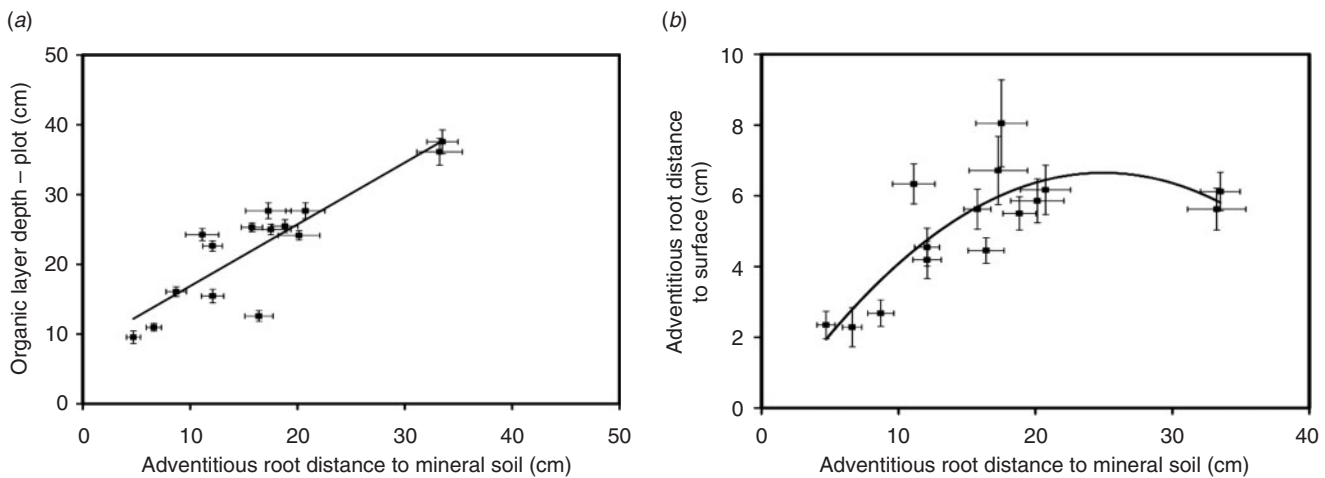 (a)
50
40
30
20
10
0
Organic layer depth – plot (cm)
0 10 20 30 40 50
Adventitious root distance to mineral soil (cm)
(b)
10
8
6
4
2
0
Adventitious root distance
to surface (cm)
0 10 20 30 40
Adventitious root distance to mineral soil (cm)